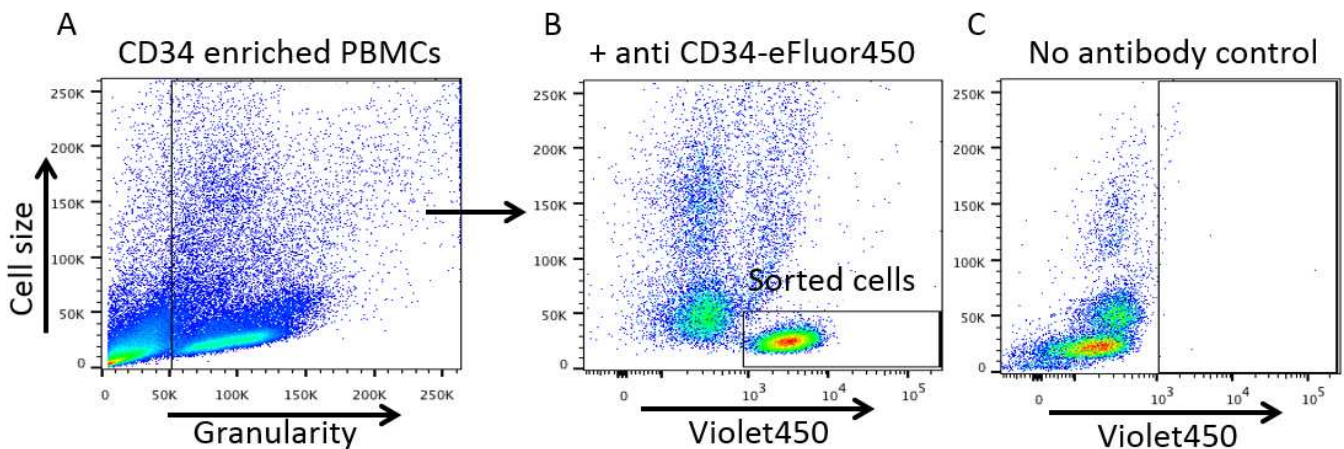 A
CD34 enriched PBMCs
250K
200K
150K
100K
50K
0
0 50K 100K 150K 200K 250K
Cell size
Granularity
B
+ anti CD34-eFluor450
250K
200K
150K
100K
50K
0
Sorted cells
0 10³ 10⁴ 10⁵
Violet450
C
No antibody control
250K
200K
150K
100K
50K
0
0 10³ 10⁴ 10⁵
Violet450